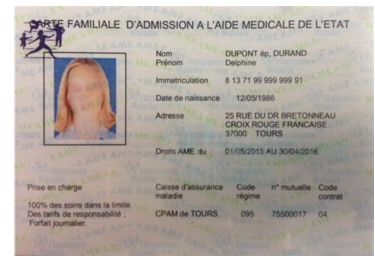 CARTE FAMILIALE D'ADMISSION A L'AIDE MEDICALE DE L'ETAT
Nom DUPONT ép. DURAND
Prénom Delphine
Immatriculation 8 13 71 99 999 999 91
Date de naissance 12/05/1986
Adresse 25 RUE DU DR BRETONNEAU
CROIX ROUGE FRANCAISE
37000 TOURS
Droits AME du 01/05/2015 AU 30/04/2016
Prise en charge
100% des soins dans la limite
Des tarifs de responsabilité ;
Forfait journalier.
Caisse d'assurance maladie Code régime n° mutuelle Code contrat
CPAM de TOURS 095 75500017 04